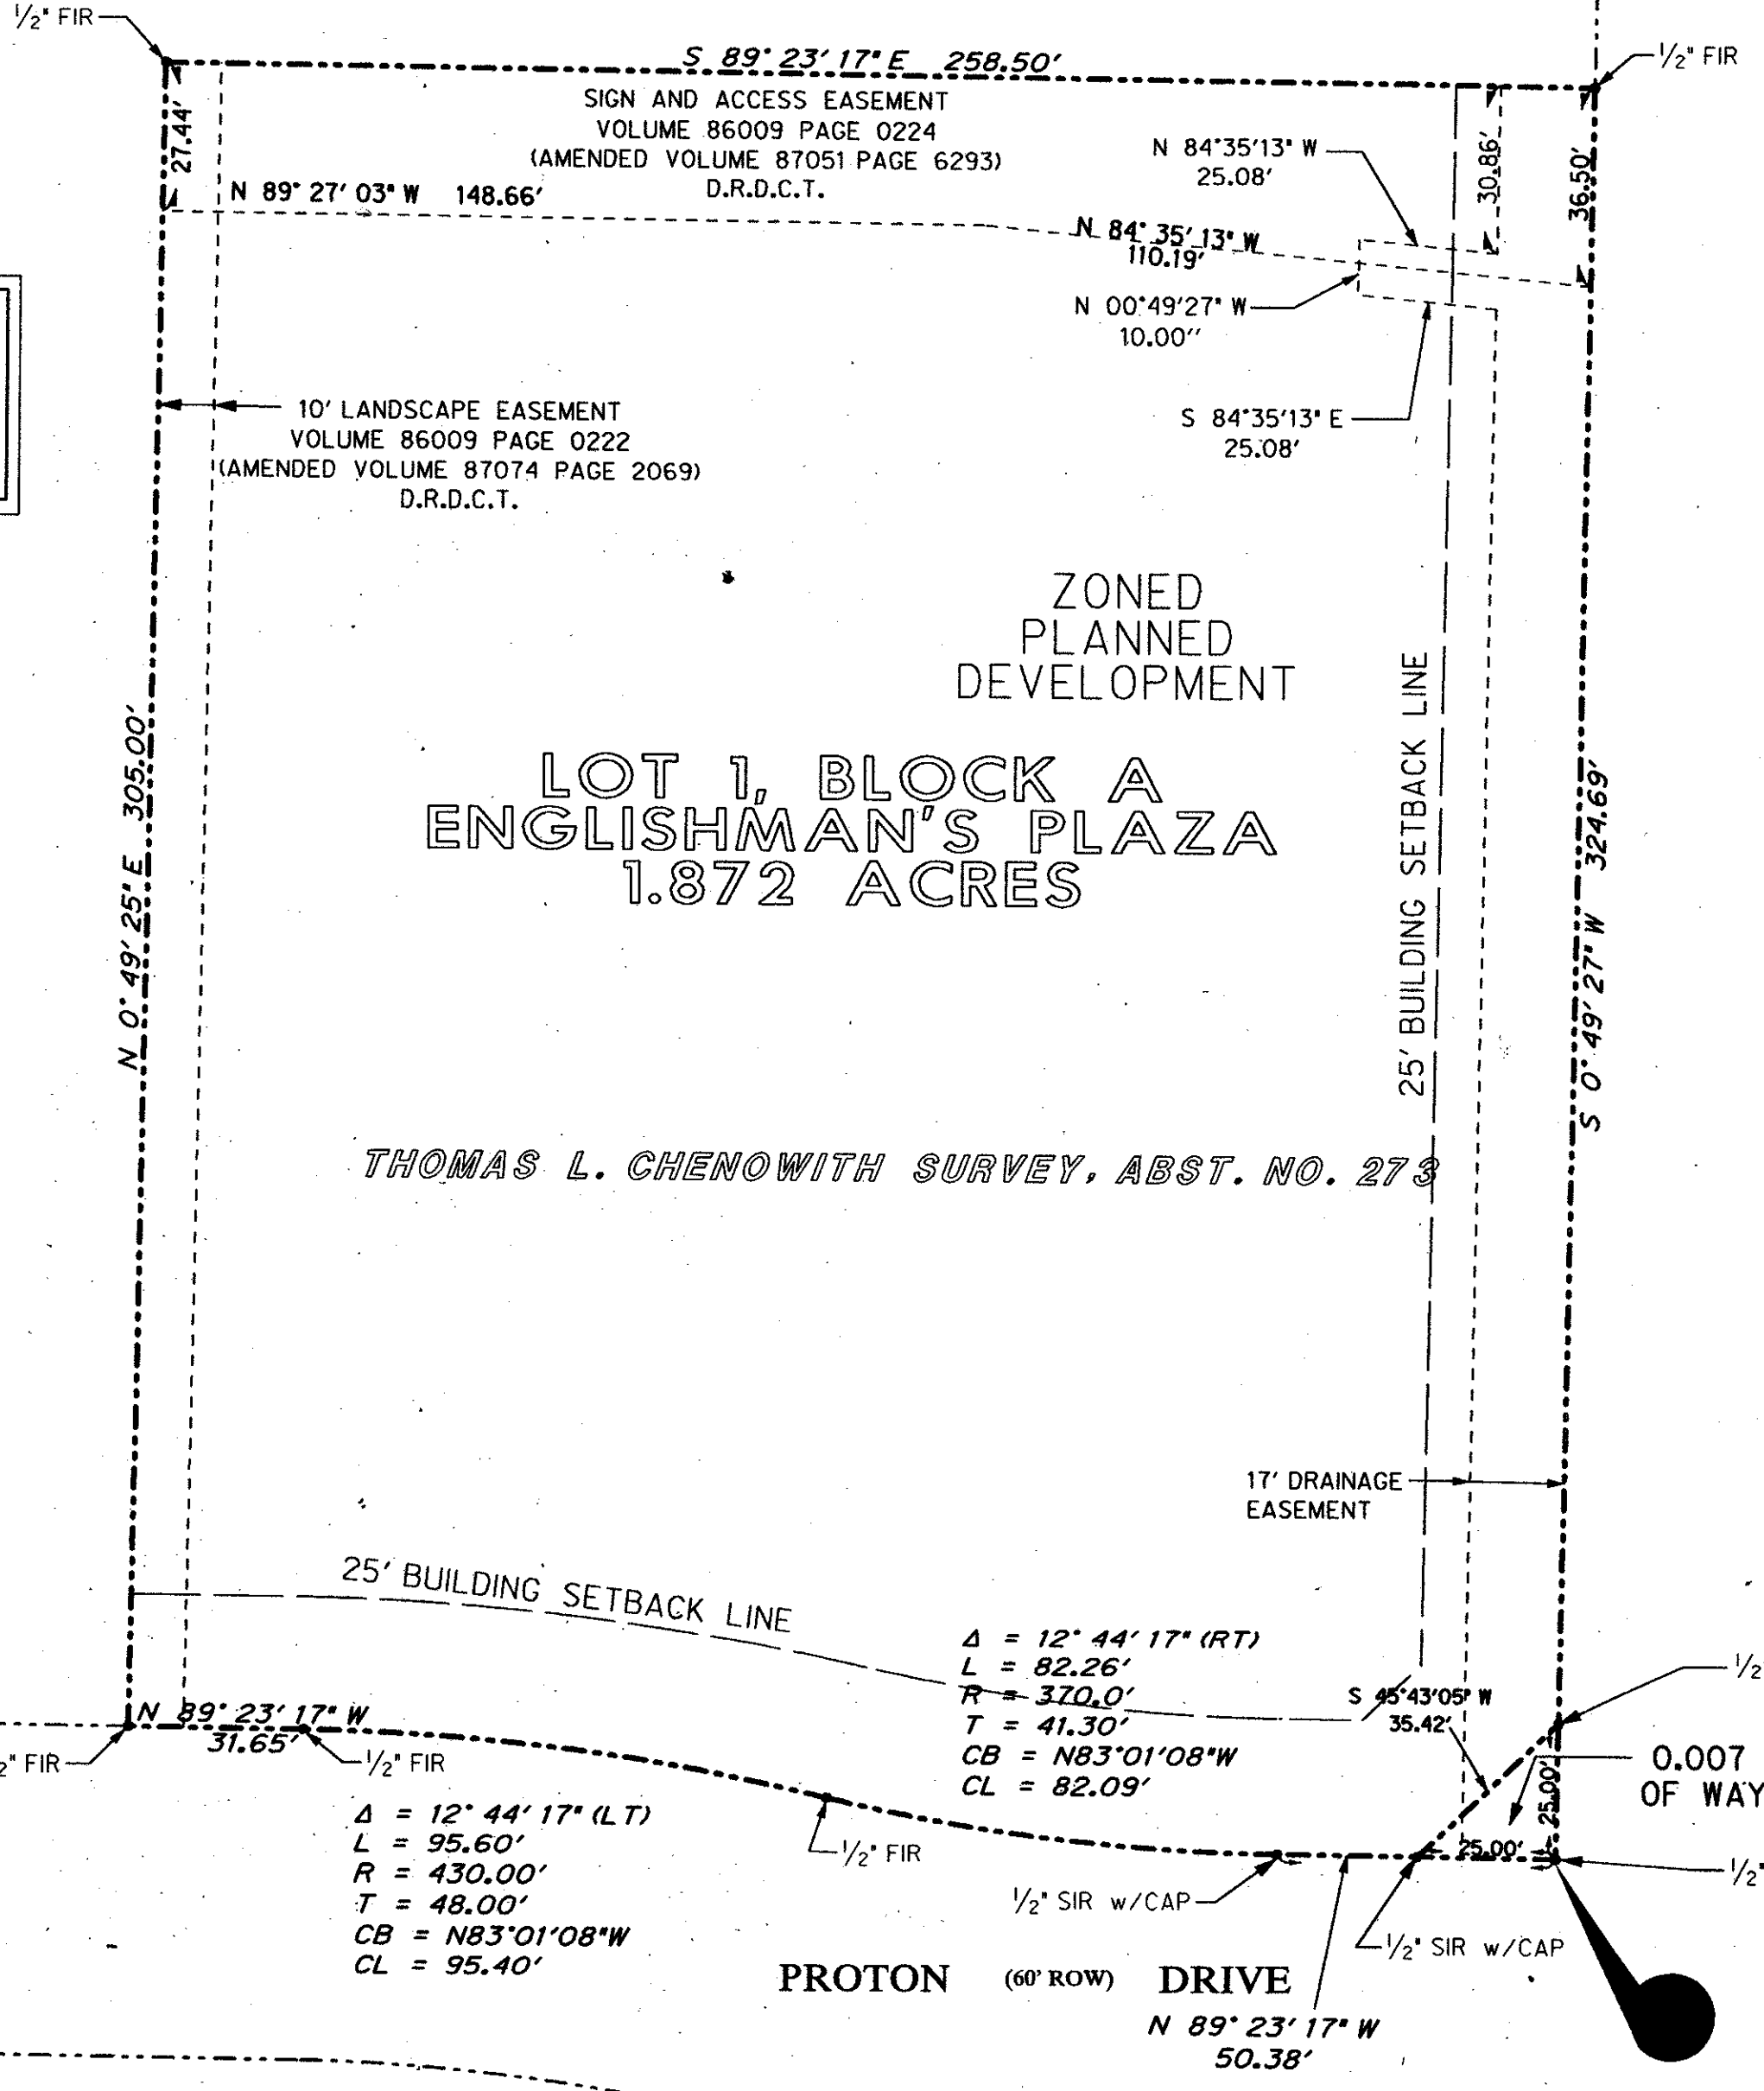 1/2" FIR
S 89° 23' 17" E 258.50'
1/2" FIR
27.44'
SIGN AND ACCESS EASEMENT
VOLUME 86009 PAGE 0224
(AMENDED VOLUME 87051 PAGE 6293)
D.R.D.C.T.
N 84°35'13" W
25.08'
30.86'
36.50'
N 89° 27' 03" W 148.66'
N 84° 35' 13" W
110.19'
N 00°49'27" W
10.00''
S 84°35'13" E
25.08'
10' LANDSCAPE EASEMENT
VOLUME 86009 PAGE 0222
(AMENDED VOLUME 87074 PAGE 2069)
D.R.D.C.T.
ZONED
PLANNED
DEVELOPMENT
N 0° 49' 25" E 305.00'
LOT 1, BLOCK A
ENGLISHMAN'S PLAZA
1.872 ACRES
25' BUILDING SETBACK LINE
S 0° 49' 27" W 324.69'
THOMAS L. CHENOWITH SURVEY, ABST. NO. 273
17' DRAINAGE
EASEMENT
25' BUILDING SETBACK LINE
Δ = 12° 44' 17" (RT)
L = 82.26'
R = 370.0'
T = 41.30'
CB = N83°01'08"W
CL = 82.09'
S 45°43'05" W
35.42'
1/2
N 89° 23' 17" W
31.65'
2" FIR
1/2" FIR
0.007
OF WAY
25.00'
25.00'
Δ = 12° 44' 17" (LT)
L = 95.60'
R = 430.00'
T = 48.00'
CB = N83°01'08"W
CL = 95.40'
1/2" FIR
1/2" SIR w/CAP
1/2" SIR w/CAP
1/2"
PROTON (60' ROW) DRIVE
N 89° 23' 17" W
50.38'